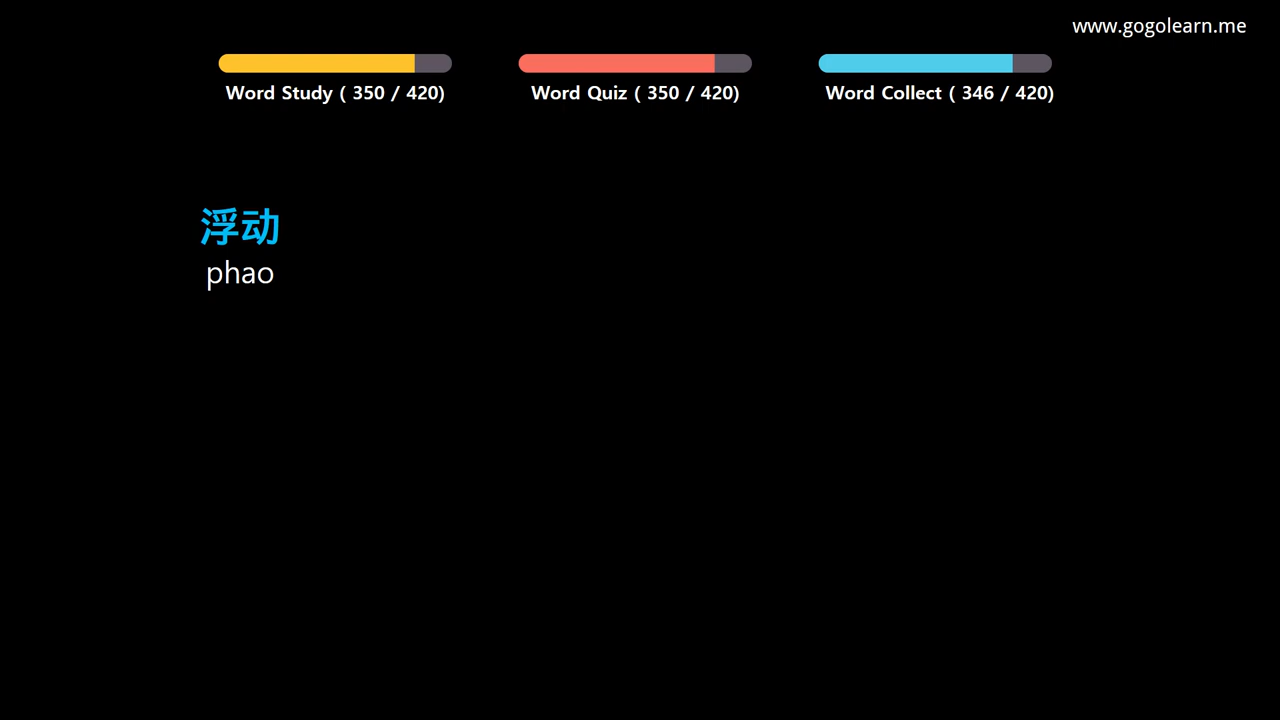 www.gogolearn.me
Word Study ( 350 / 420)
Word Quiz ( 350 / 420)
Word Collect ( 346 / 420)
浮动
phao